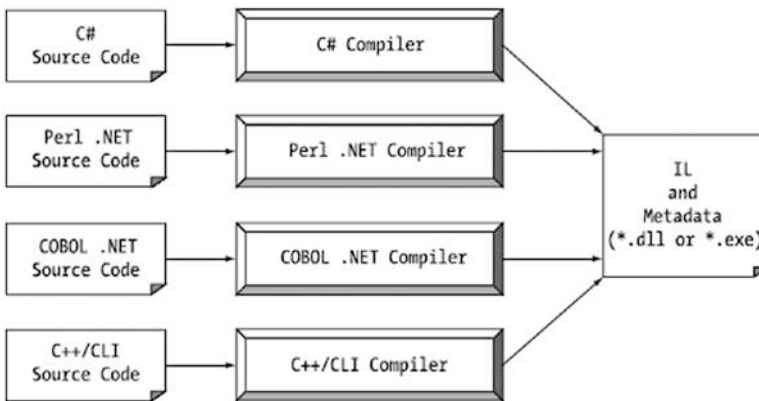 C#
Source Code
C# Compiler
Perl .NET
Source Code
Perl .NET Compiler
IL
and
Metadata
(*.dll or *.exe)
COBOL .NET
Source Code
COBOL .NET Compiler
C++/CLI
Source Code
C++/CLI Compiler